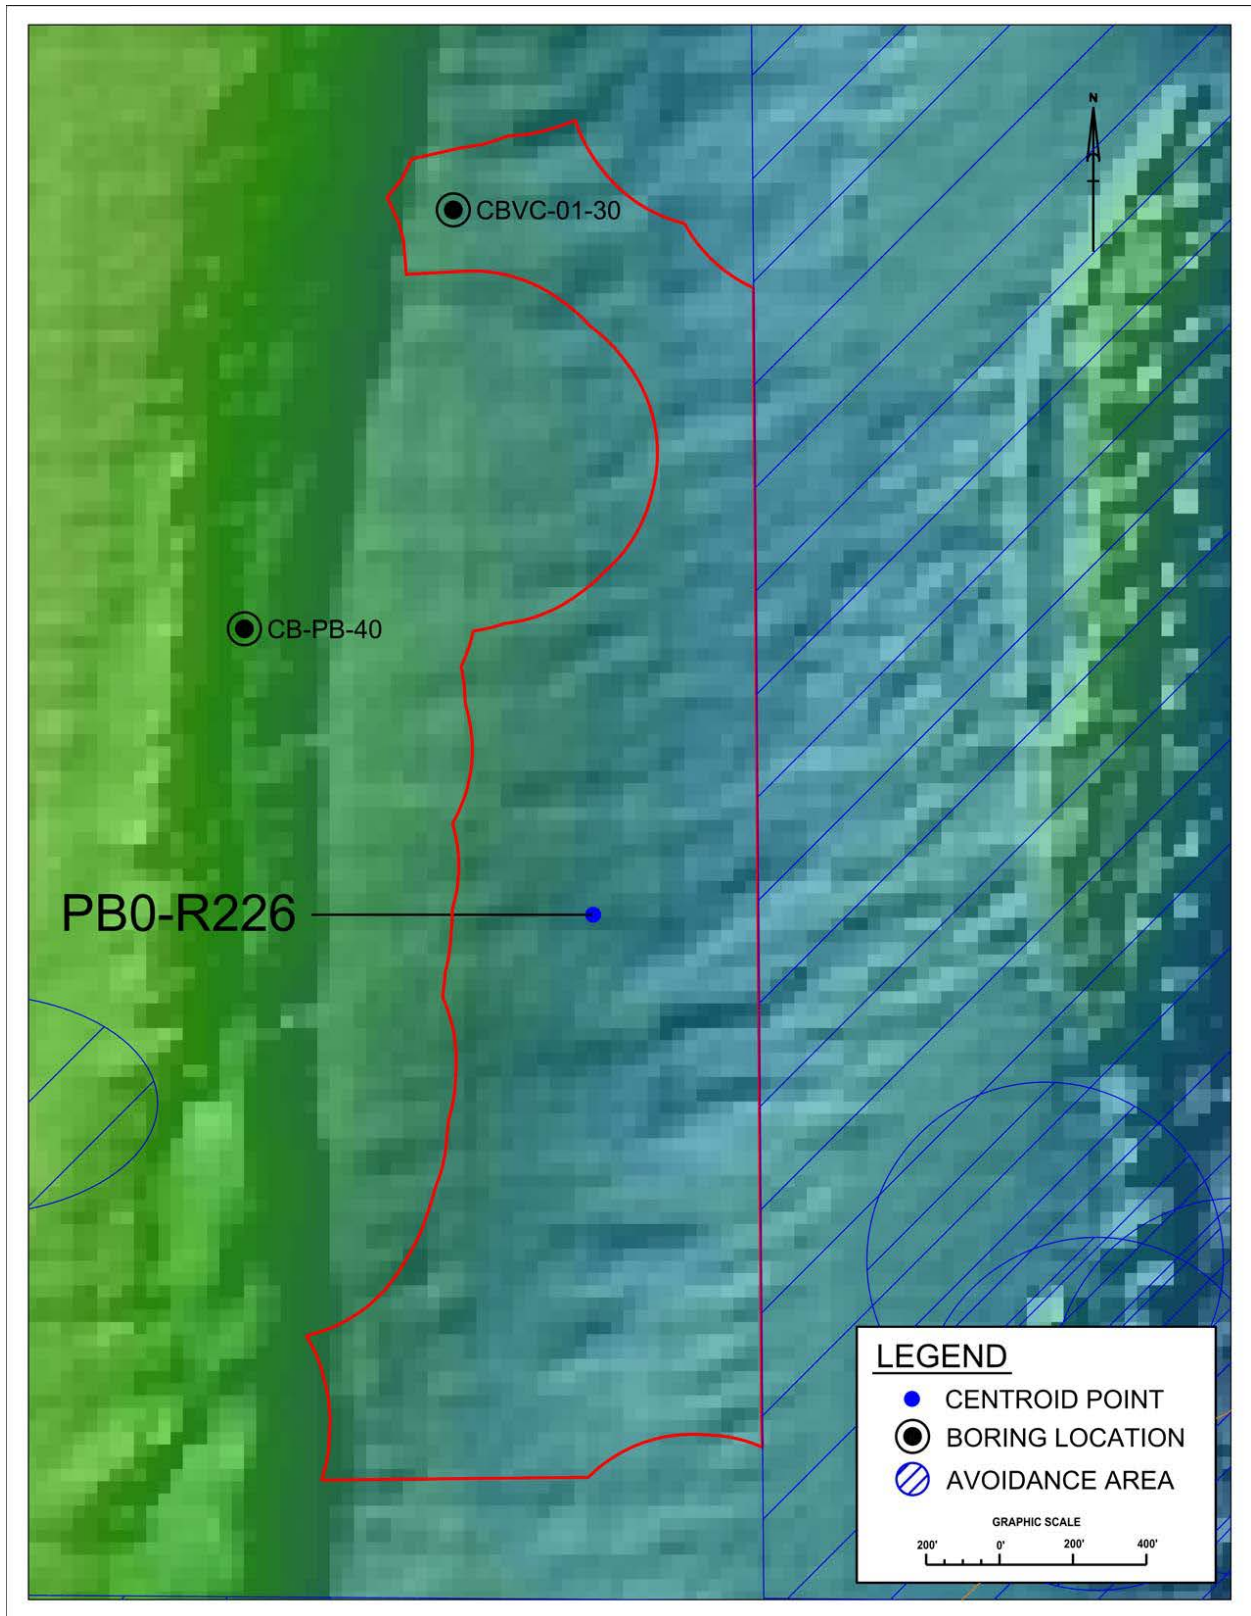 N
CBVC-01-30
CB-PB-40
PB0-R226
LEGEND
CENTROID POINT
BORING LOCATION
AVOIDANCE AREA
GRAPHIC SCALE
200' 0' 200' 400'